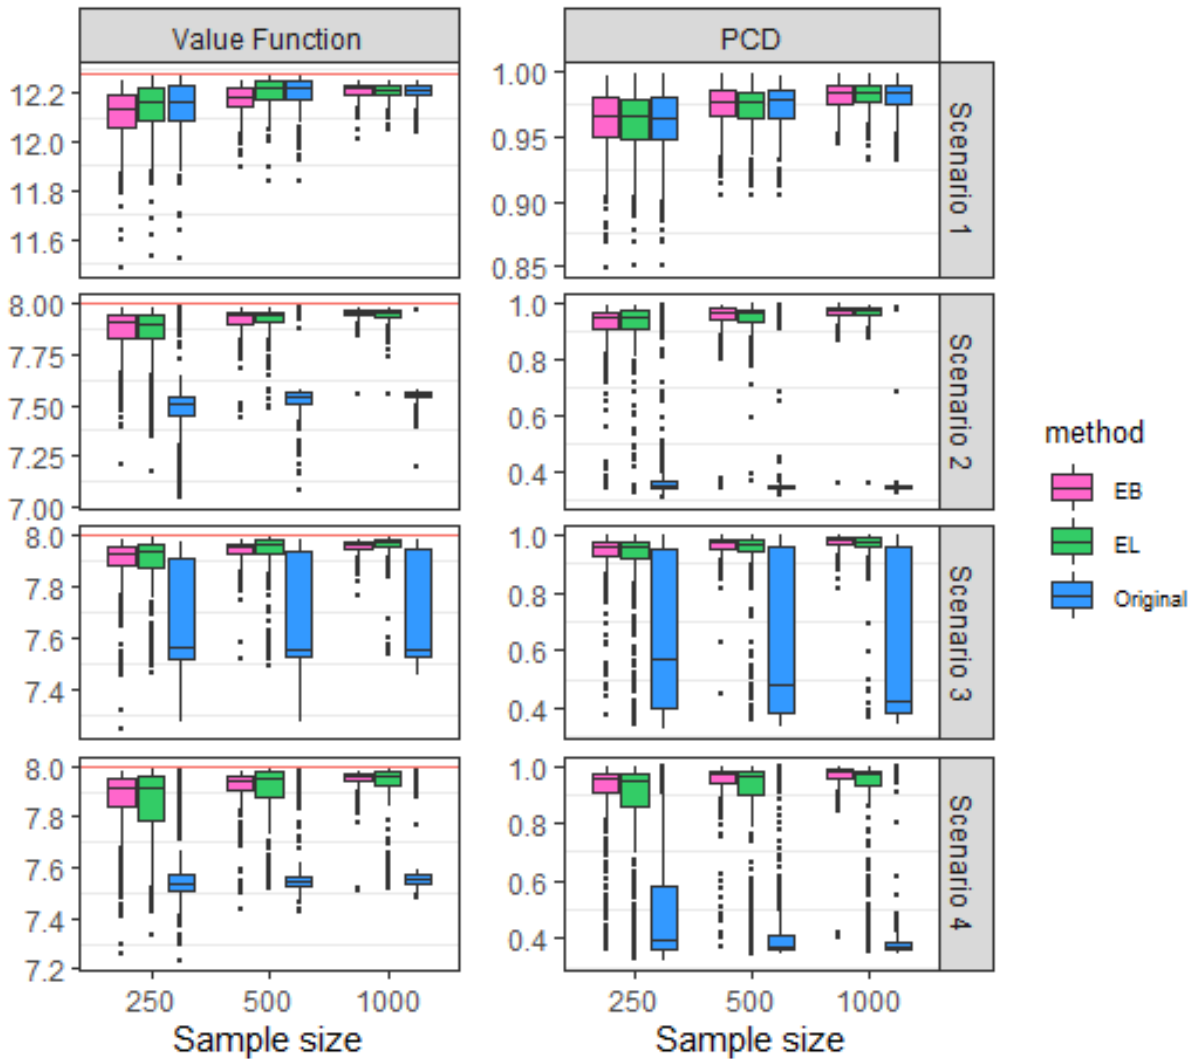 Value Function
PCD
12.2
12.0
11.8
11.6
1.00
0.95
0.90
0.85
Scenario 1
8.00
7.75
7.50
7.25
7.00
1.0
0.8
0.6
0.4
Scenario 2
8.0
7.8
7.6
7.4
1.0
0.8
0.6
0.4
Scenario 3
8.0
7.8
7.6
7.4
7.2
1.0
0.8
0.6
0.4
Scenario 4
250 500 1000
250 500 1000
Sample size
Sample size
method
EB
EL
Original